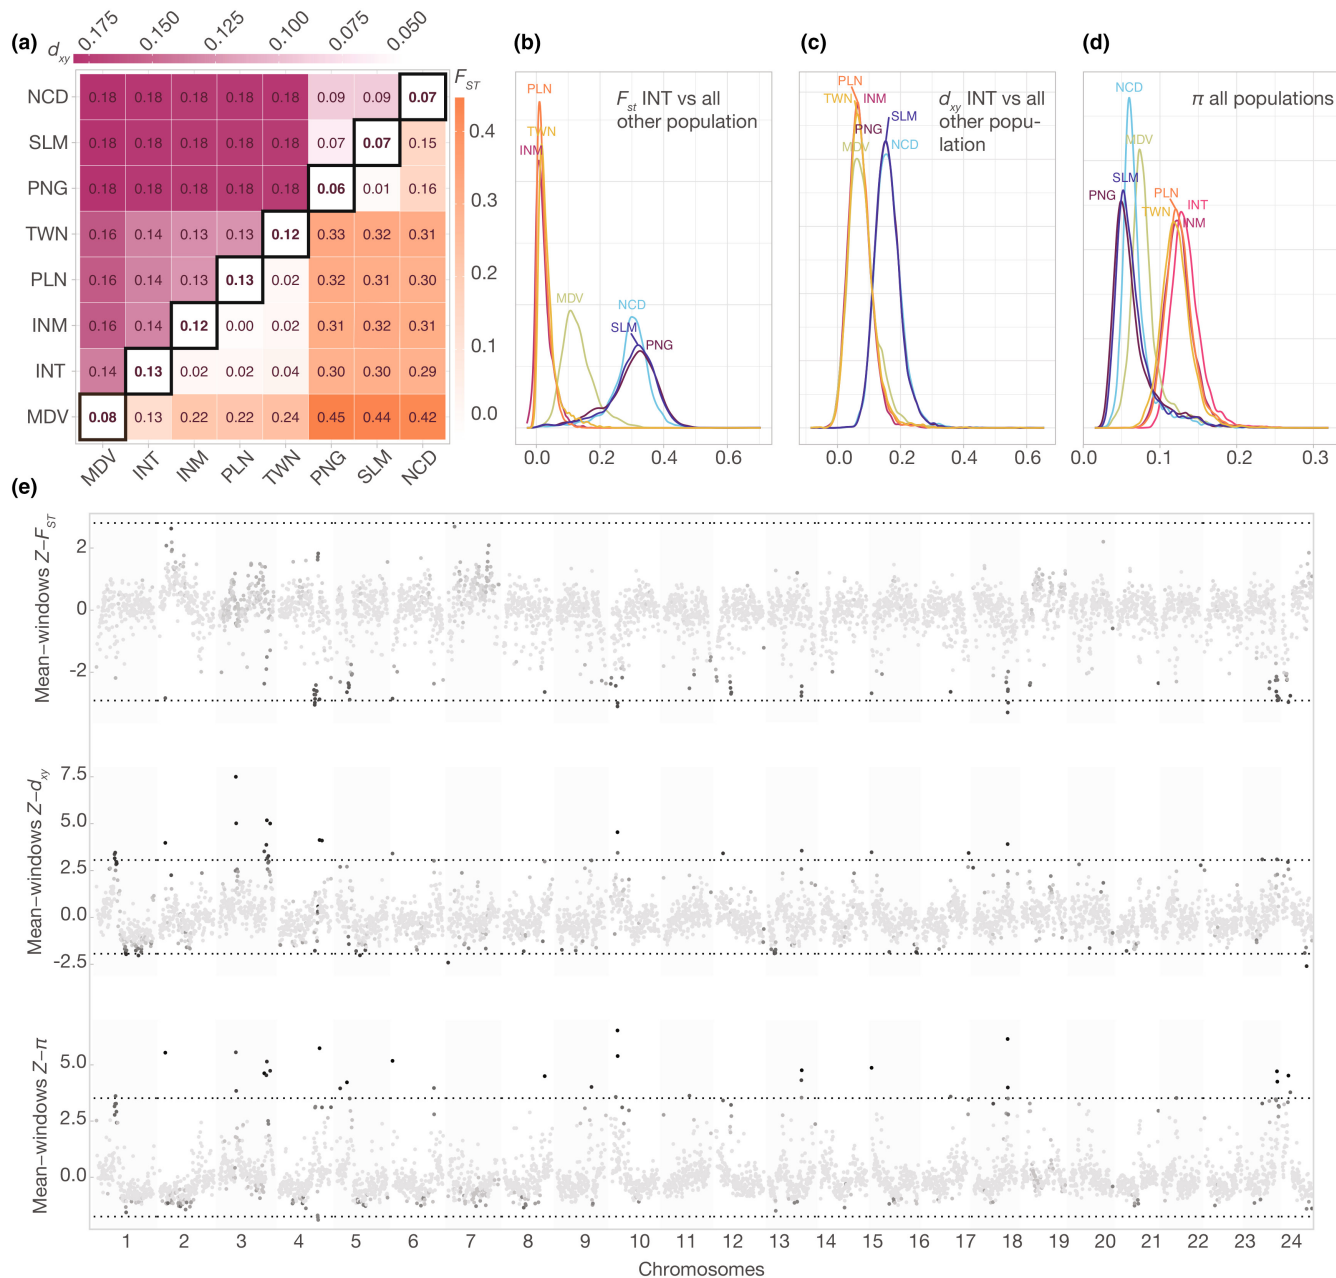 (a)
0.175 0.150 0.125 0.100 0.075 0.050
dxy
FST
NCD 0.18 0.18 0.18 0.18 0.18 0.09 0.09 0.07
SLM 0.18 0.18 0.18 0.18 0.18 0.07 0.07 0.15
PNG 0.18 0.18 0.18 0.18 0.18 0.06 0.01 0.16
TWN 0.16 0.14 0.13 0.13 0.12 0.33 0.32 0.31
PLN 0.16 0.14 0.13 0.13 0.02 0.32 0.31 0.30
INM 0.16 0.14 0.12 0.00 0.02 0.31 0.32 0.31
INT 0.14 0.13 0.02 0.02 0.04 0.30 0.30 0.29
MDV 0.08 0.13 0.22 0.22 0.24 0.45 0.44 0.42
MDV INT INM PLN TWN PNG SLM NCD
0.4
0.3
0.2
0.1
0.0
(b)
PLN
TWN
INM
Fst INT vs all
other population
MDV
NCD
SLM
PNG
0.0 0.2 0.4 0.6
(c)
PLN
TWN INM
PNG SLM
MDV NCD
dxy INT vs all
other popu-
lation
0.0 0.2 0.4 0.6
(d)
NCD
π all populations
MDV
SLM
PNG
PLN
INT
TWN
INM
0.0 0.1 0.2 0.3
(e)
Mean−windows Z−FST
2
0
-2
Mean−windows Z−dxy
7.5
5.0
2.5
0.0
-2.5
Mean−windows Z−π
5.0
2.5
0.0
1 2 3 4 5 6 7 8 9 10 11 12 13 14 15 16 17 18 19 20 21 22 23 24
Chromosomes